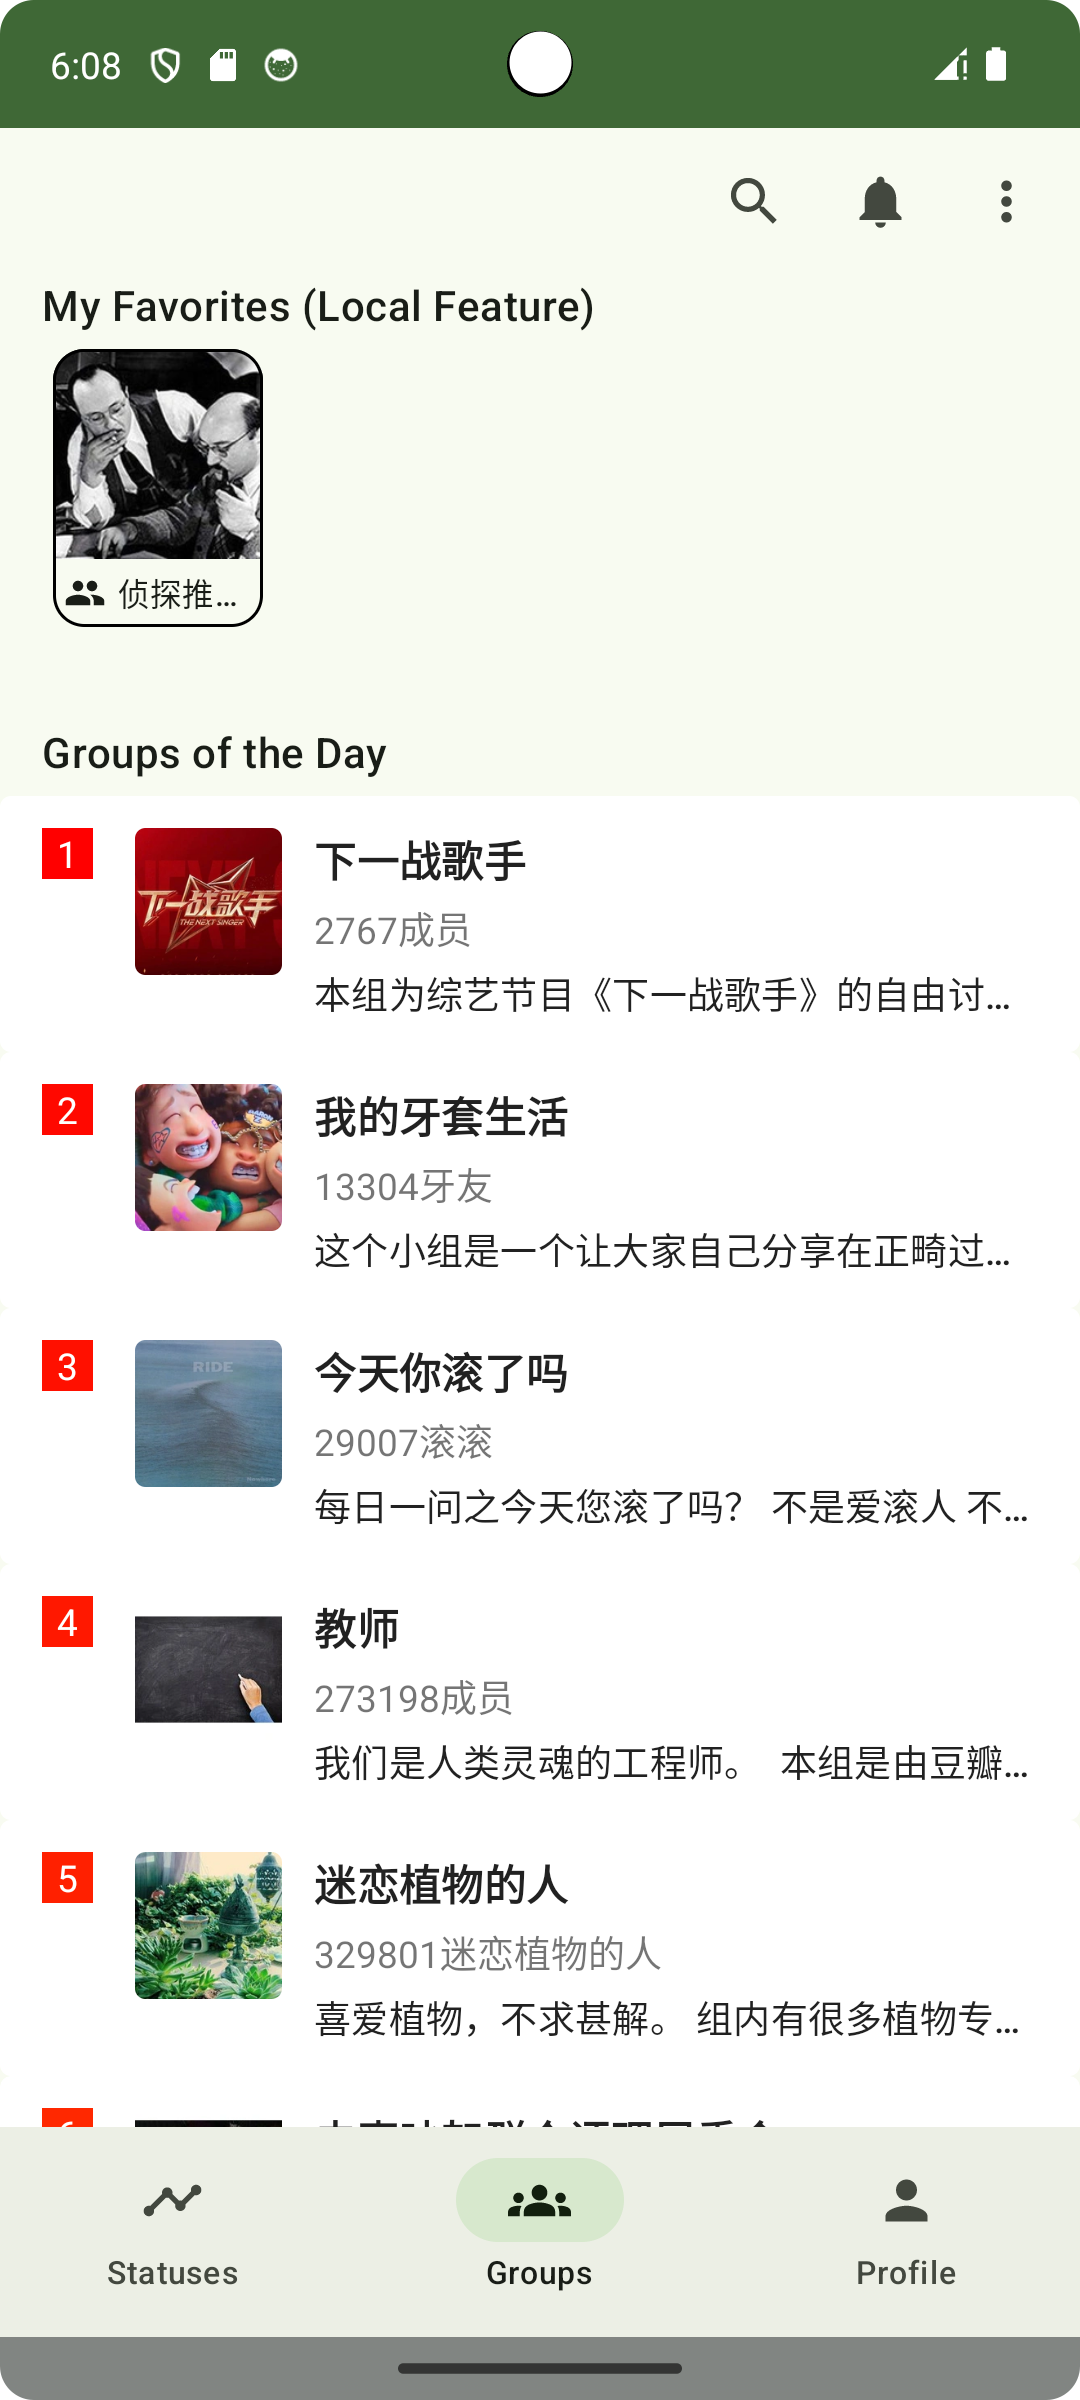 6:08
My Favorites (Local Feature)
侦探推...
Groups of the Day
1
下一战歌手
THE NEXT SINGER
下一战歌手
2767成员
本组为综艺节目《下一战歌手》的自由讨...
2
我的牙套生活
13304牙友
这个小组是一个让大家自己分享在正畸过...
3
RIDE
今天你滚了吗
29007滚滚
每日一问之今天您滚了吗? 不是爱滚人 不...
4
教师
273198成员
我们是人类灵魂的工程师。 本组是由豆瓣...
5
迷恋植物的人
329801迷恋植物的人
喜爱植物，不求甚解。 组内有很多植物专...
Statuses
Groups
Profile